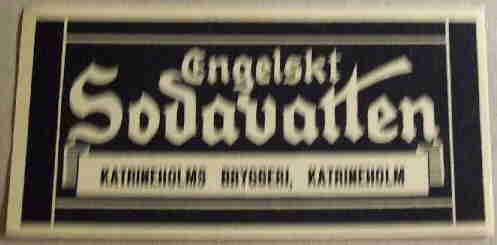 Engelskt
Sodavatten
KATRINEHOLMS BRYGGERI, KATRINEHOLM